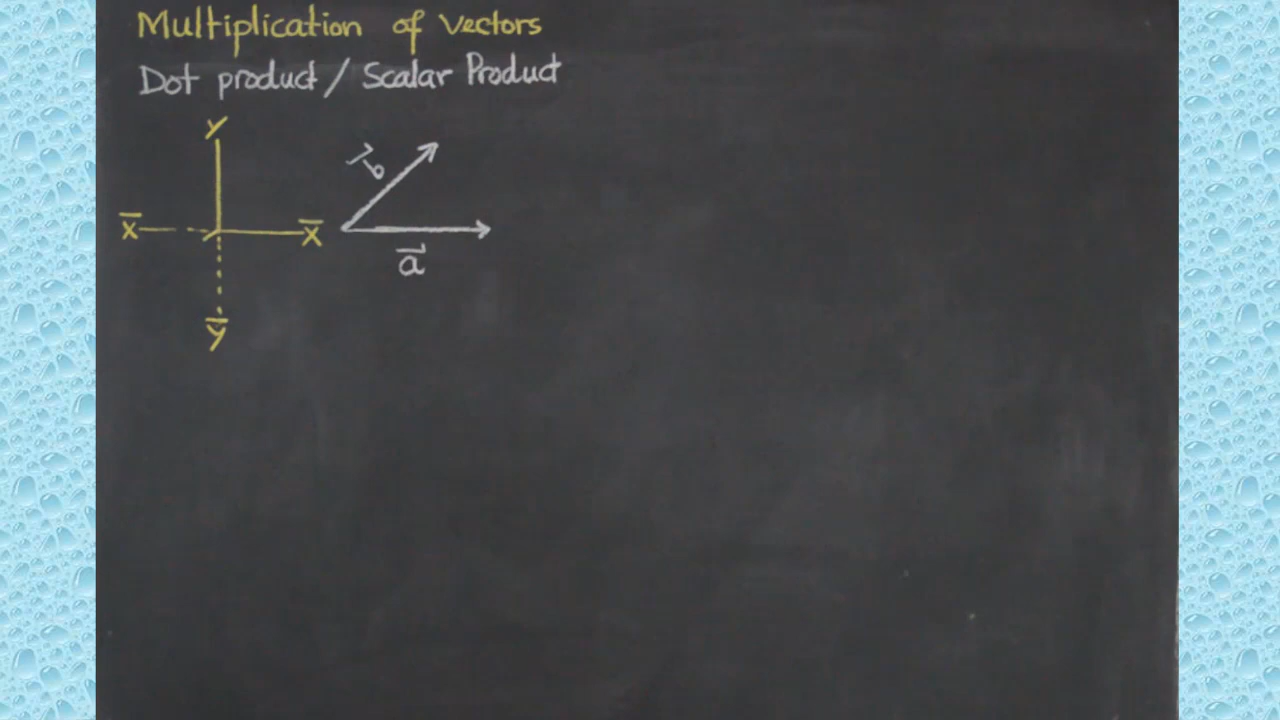 Multiplication of vectors
Dot product / Scalar Product
Y
b⃗
X̅ X̅
a⃗
y̅